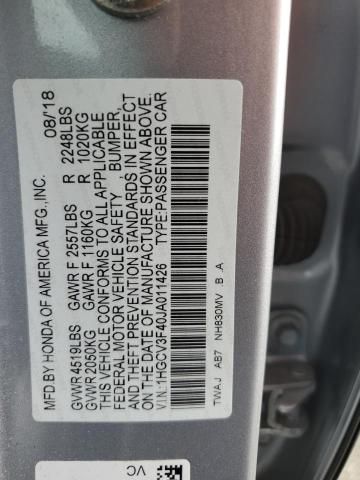 MFD BY HONDA OF AMERICA MFG.,INC. 08/'18
GVWR 4519LBS GAWR F 2557LBS R 2248LBS
GVWR 2050KG GAWR F 1160KG R 1020KG
THIS VEHICLE CONFORMS TO ALL APPLICABLE
FEDERAL MOTOR VEHICLE SAFETY, BUMPER,
AND THEFT PREVENTION STANDARDS IN EFFECT
ON THE DATE OF MANUFACTURE SHOWN ABOVE.
V.I.N:1HGCV3F40JA011426 TYPE:PASSENGER CAR
TWAJ AB7 NH830MV B .A
VC